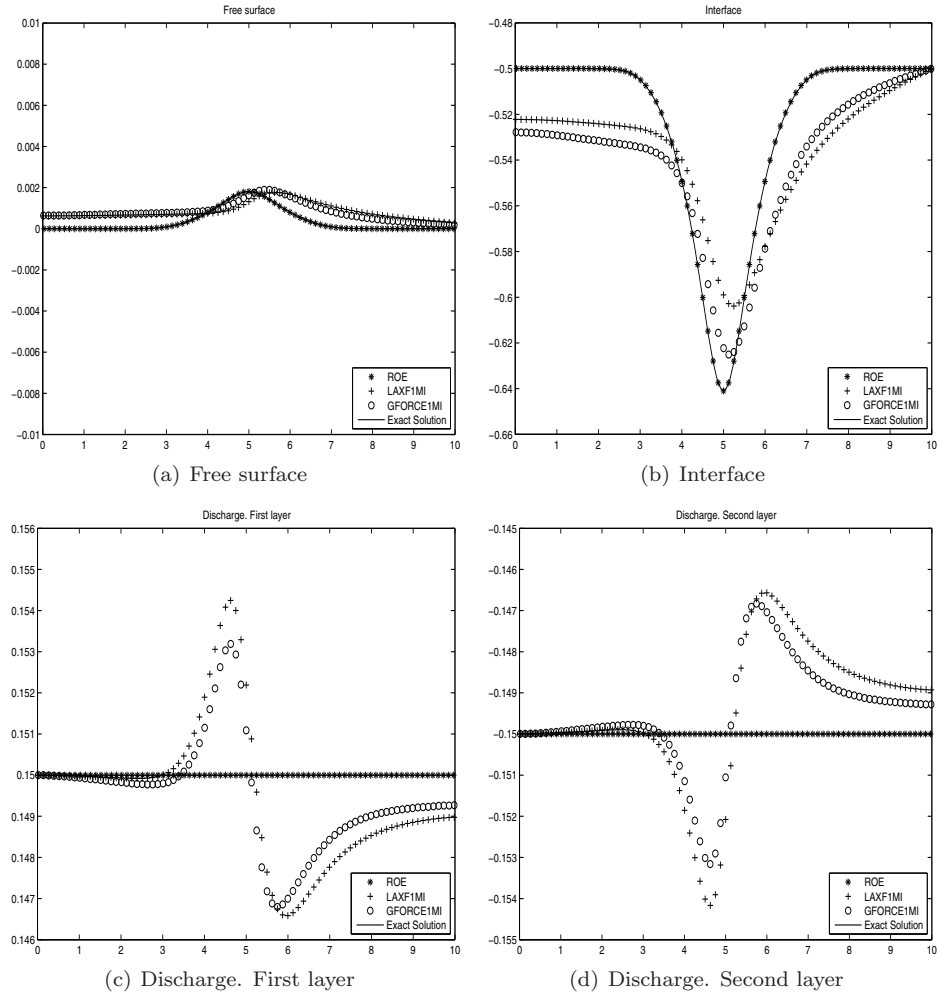 Free surface
0.01
0.008
0.006
0.004
0.002
0
−0.002
−0.004
−0.006
−0.008
−0.01
0 1 2 3 4 5 6 7 8 9 10
ROE
LAXF1MI
GFORCE1MI
Exact Solution
(a) Free surface
Interface
−0.48
−0.5
−0.52
−0.54
−0.56
−0.58
−0.6
−0.62
−0.64
−0.66
0 1 2 3 4 5 6 7 8 9 10
ROE
LAXF1MI
GFORCE1MI
Exact Solution
(b) Interface
Discharge. First layer
0.156
0.155
0.154
0.153
0.152
0.151
0.15
0.149
0.148
0.147
0.146
0 1 2 3 4 5 6 7 8 9 10
ROE
LAXF1MI
GFORCE1MI
Exact Solution
(c) Discharge. First layer
Discharge. Second layer
−0.145
−0.146
−0.147
−0.148
−0.149
−0.15
−0.151
−0.152
−0.153
−0.154
−0.155
0 1 2 3 4 5 6 7 8 9 10
ROE
LAXF1MI
GFORCE1MI
Exact Solution
(d) Discharge. Second layer